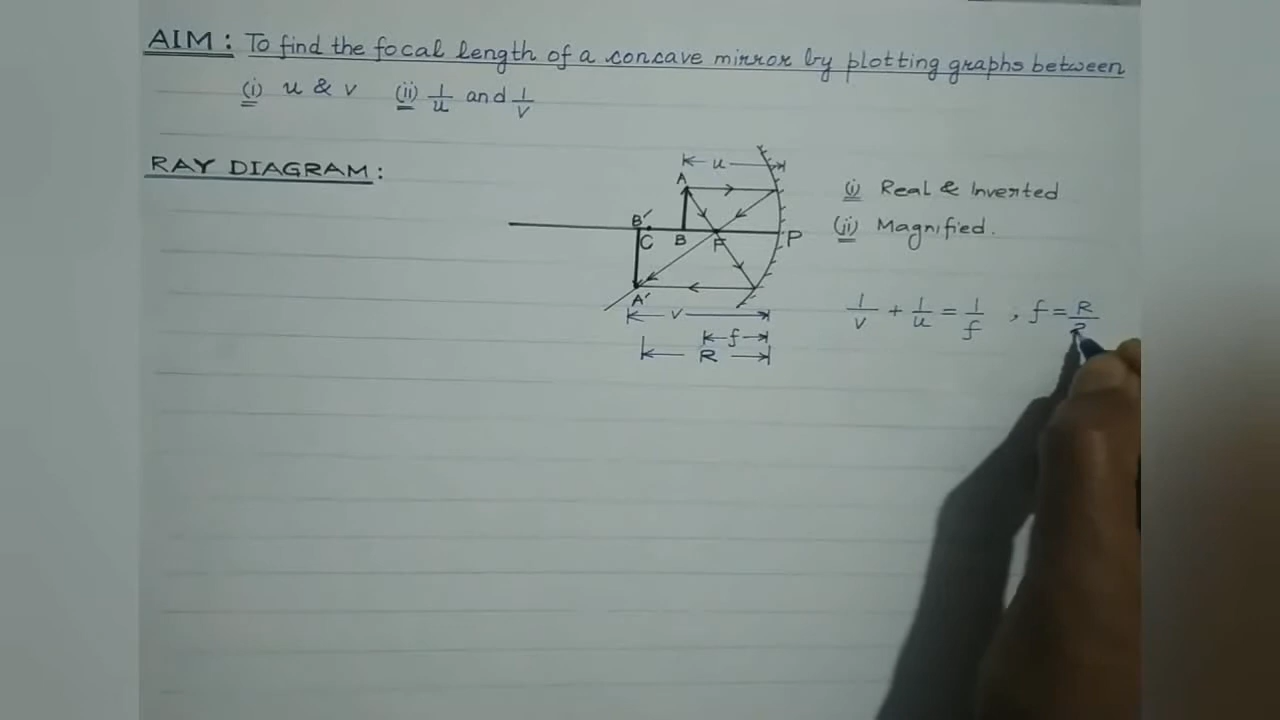 AIM: To find the focal length of a concave mirror by plotting graphs between
(i) u & v (ii) 1/u and 1/v
RAY DIAGRAM:
u
A
B' C B F P
A'
v
f
R
(i) Real & Inverted
(ii) Magnified.
1/v + 1/u = 1/f , f = R/2